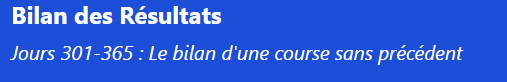 Bilan des Résultats
Jours 301-365 : Le bilan d'une course sans précédent